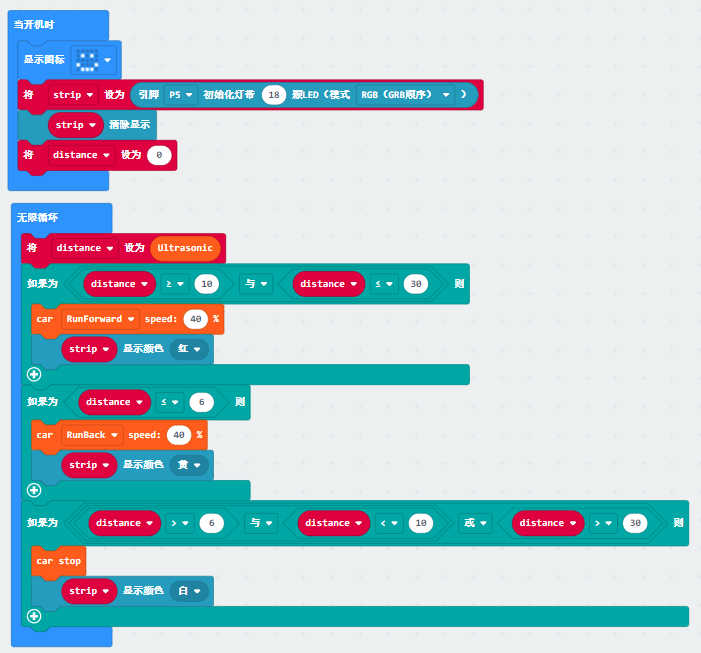 当开机时
显示图标
将 strip 设为 引脚 P5 初始化灯带 18 颗LED（模式 RGB（GRB顺序） ）
strip 清除显示
将 distance 设为 0
无限循环
将 distance 设为 Ultrasonic
如果为 distance ≥ 10 与 distance ≤ 30 则
car RunForward speed: 40 %
strip 显示颜色 红
如果为 distance ≤ 6 则
car RunBack speed: 40 %
strip 显示颜色 黄
如果为 distance > 6 与 distance < 10 或 distance > 30 则
car stop
strip 显示颜色 白